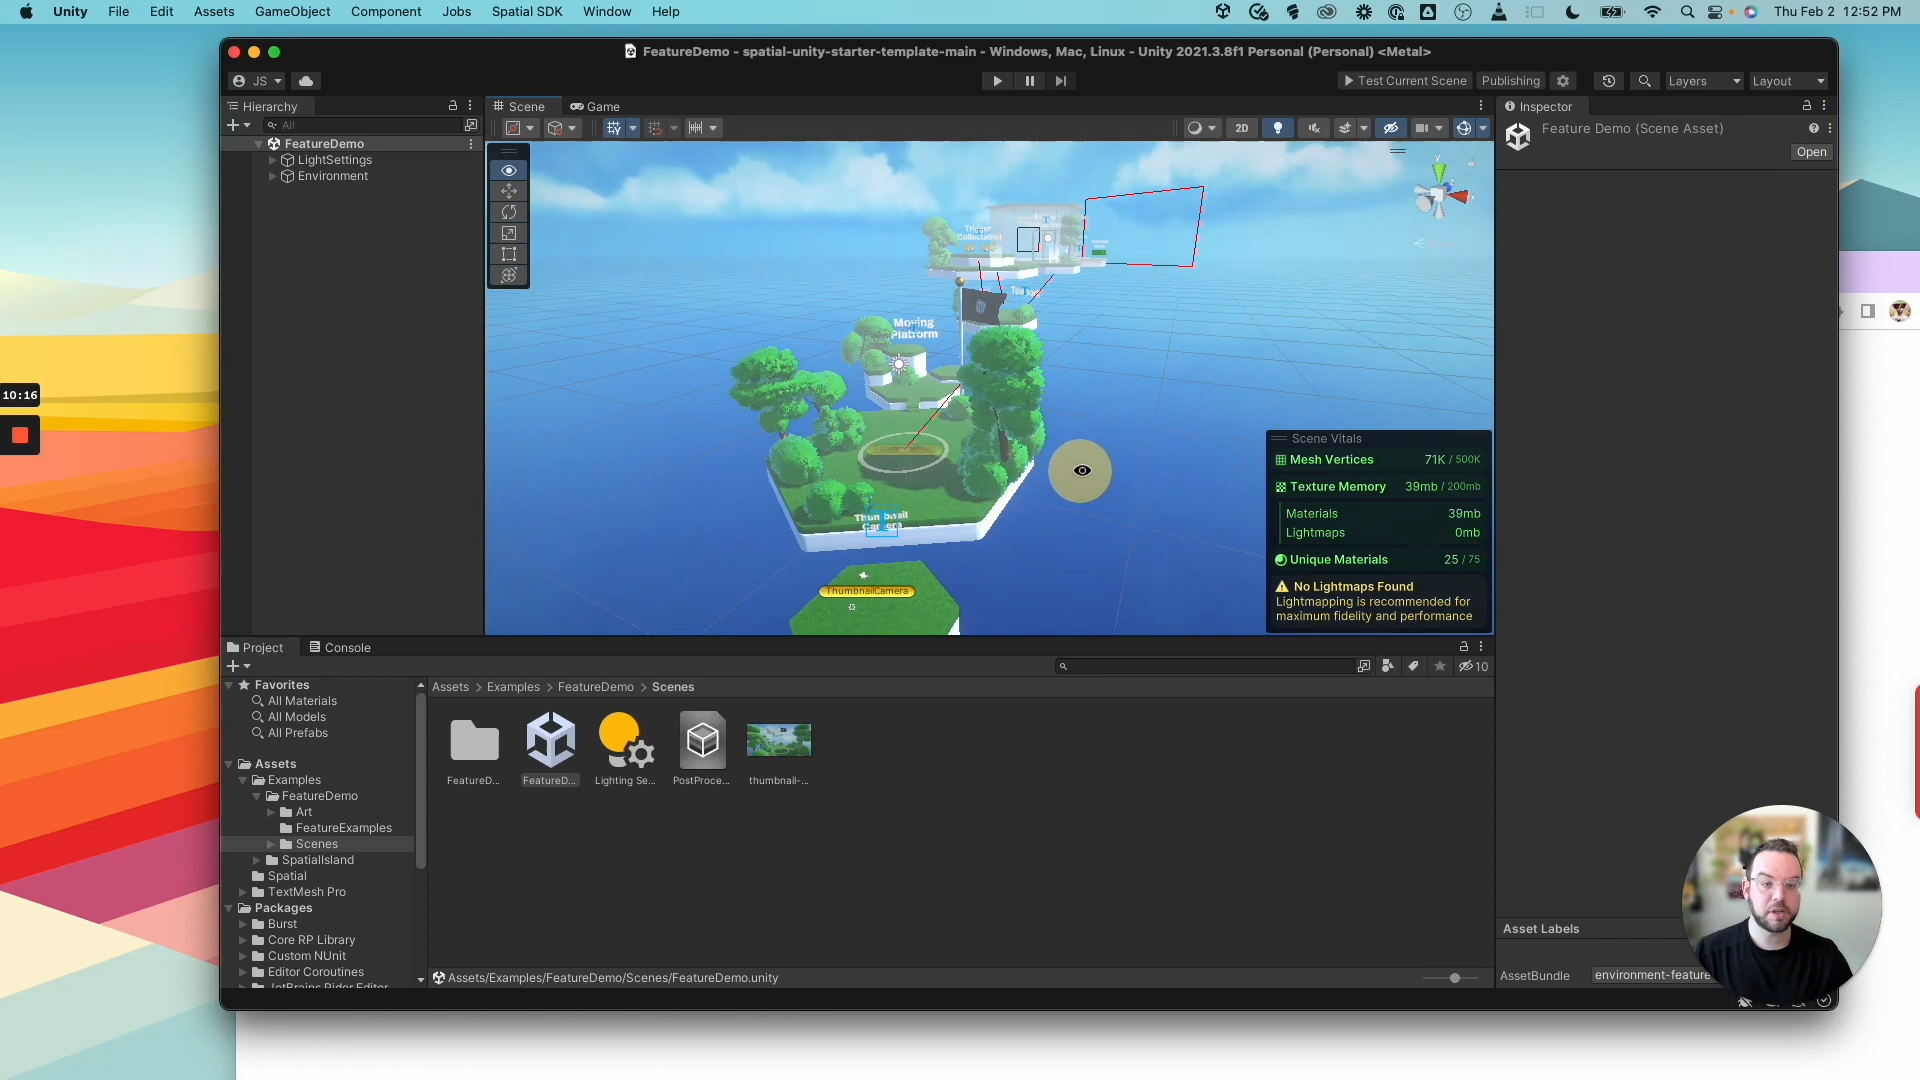 Unity File Edit Assets GameObject Component Jobs Spatial SDK Window Help
Thu Feb 2 12:52 PM
FeatureDemo - spatial-unity-starter-template-main - Windows, Mac, Linux - Unity 2021.3.8f1 Personal (Personal) <Metal>
JS
Test Current Scene Publishing Layers Layout
Hierarchy
All
FeatureDemo
LightSettings
Environment
Scene Game
2D
Trigger
Collectable
Moving
Platform
Thumbnail
Camera
ThumbnailCamera
y
Scene Vitals
Mesh Vertices 71K / 500K
Texture Memory 39mb / 200mb
Materials 39mb
Lightmaps 0mb
Unique Materials 25 / 75
No Lightmaps Found
Lightmapping is recommended for
maximum fidelity and performance
Inspector
Feature Demo (Scene Asset)
Open
10:16
Project Console
10
Favorites
All Materials
All Models
All Prefabs
Assets
Examples
FeatureDemo
Art
FeatureExamples
Scenes
SpatialIsland
Spatial
TextMesh Pro
Packages
Burst
Core RP Library
Custom NUnit
Editor Coroutines
JetBrains Rider Editor
Assets > Examples > FeatureDemo > Scenes
FeatureD... FeatureD... Lighting Se... PostProce... thumbnail-...
Assets/Examples/FeatureDemo/Scenes/FeatureDemo.unity
Asset Labels
AssetBundle environment-feature